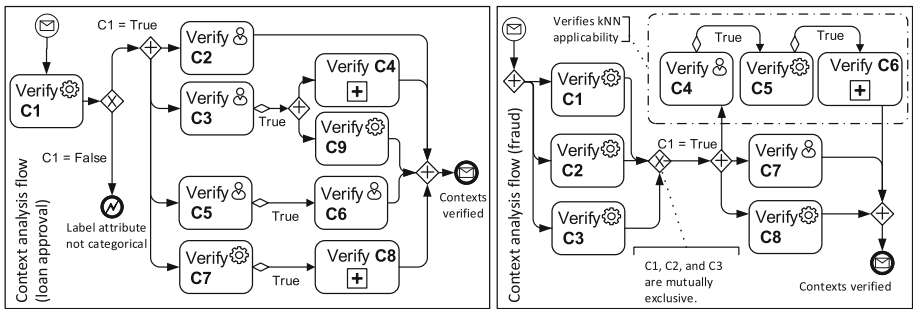 Context analysis flow
(loan approval)
C1 = True
Verify
C1
C1 = False
Label attribute
not categorical
Verify
C2
Verify
C3
True
Verify C4
Verify
C9
Verify
C5
True
Verify
C6
Verify
C7
True
Verify C8
Contexts
verified
Context analysis flow (fraud)
Verifies kNN
applicability
True
True
Verify
C4
Verify
C5
Verify C6
Verify
C1
Verify
C2
Verify
C3
C1 = True
Verify
C7
Verify
C8
C1, C2, and C3
are mutually
exclusive.
Contexts verified